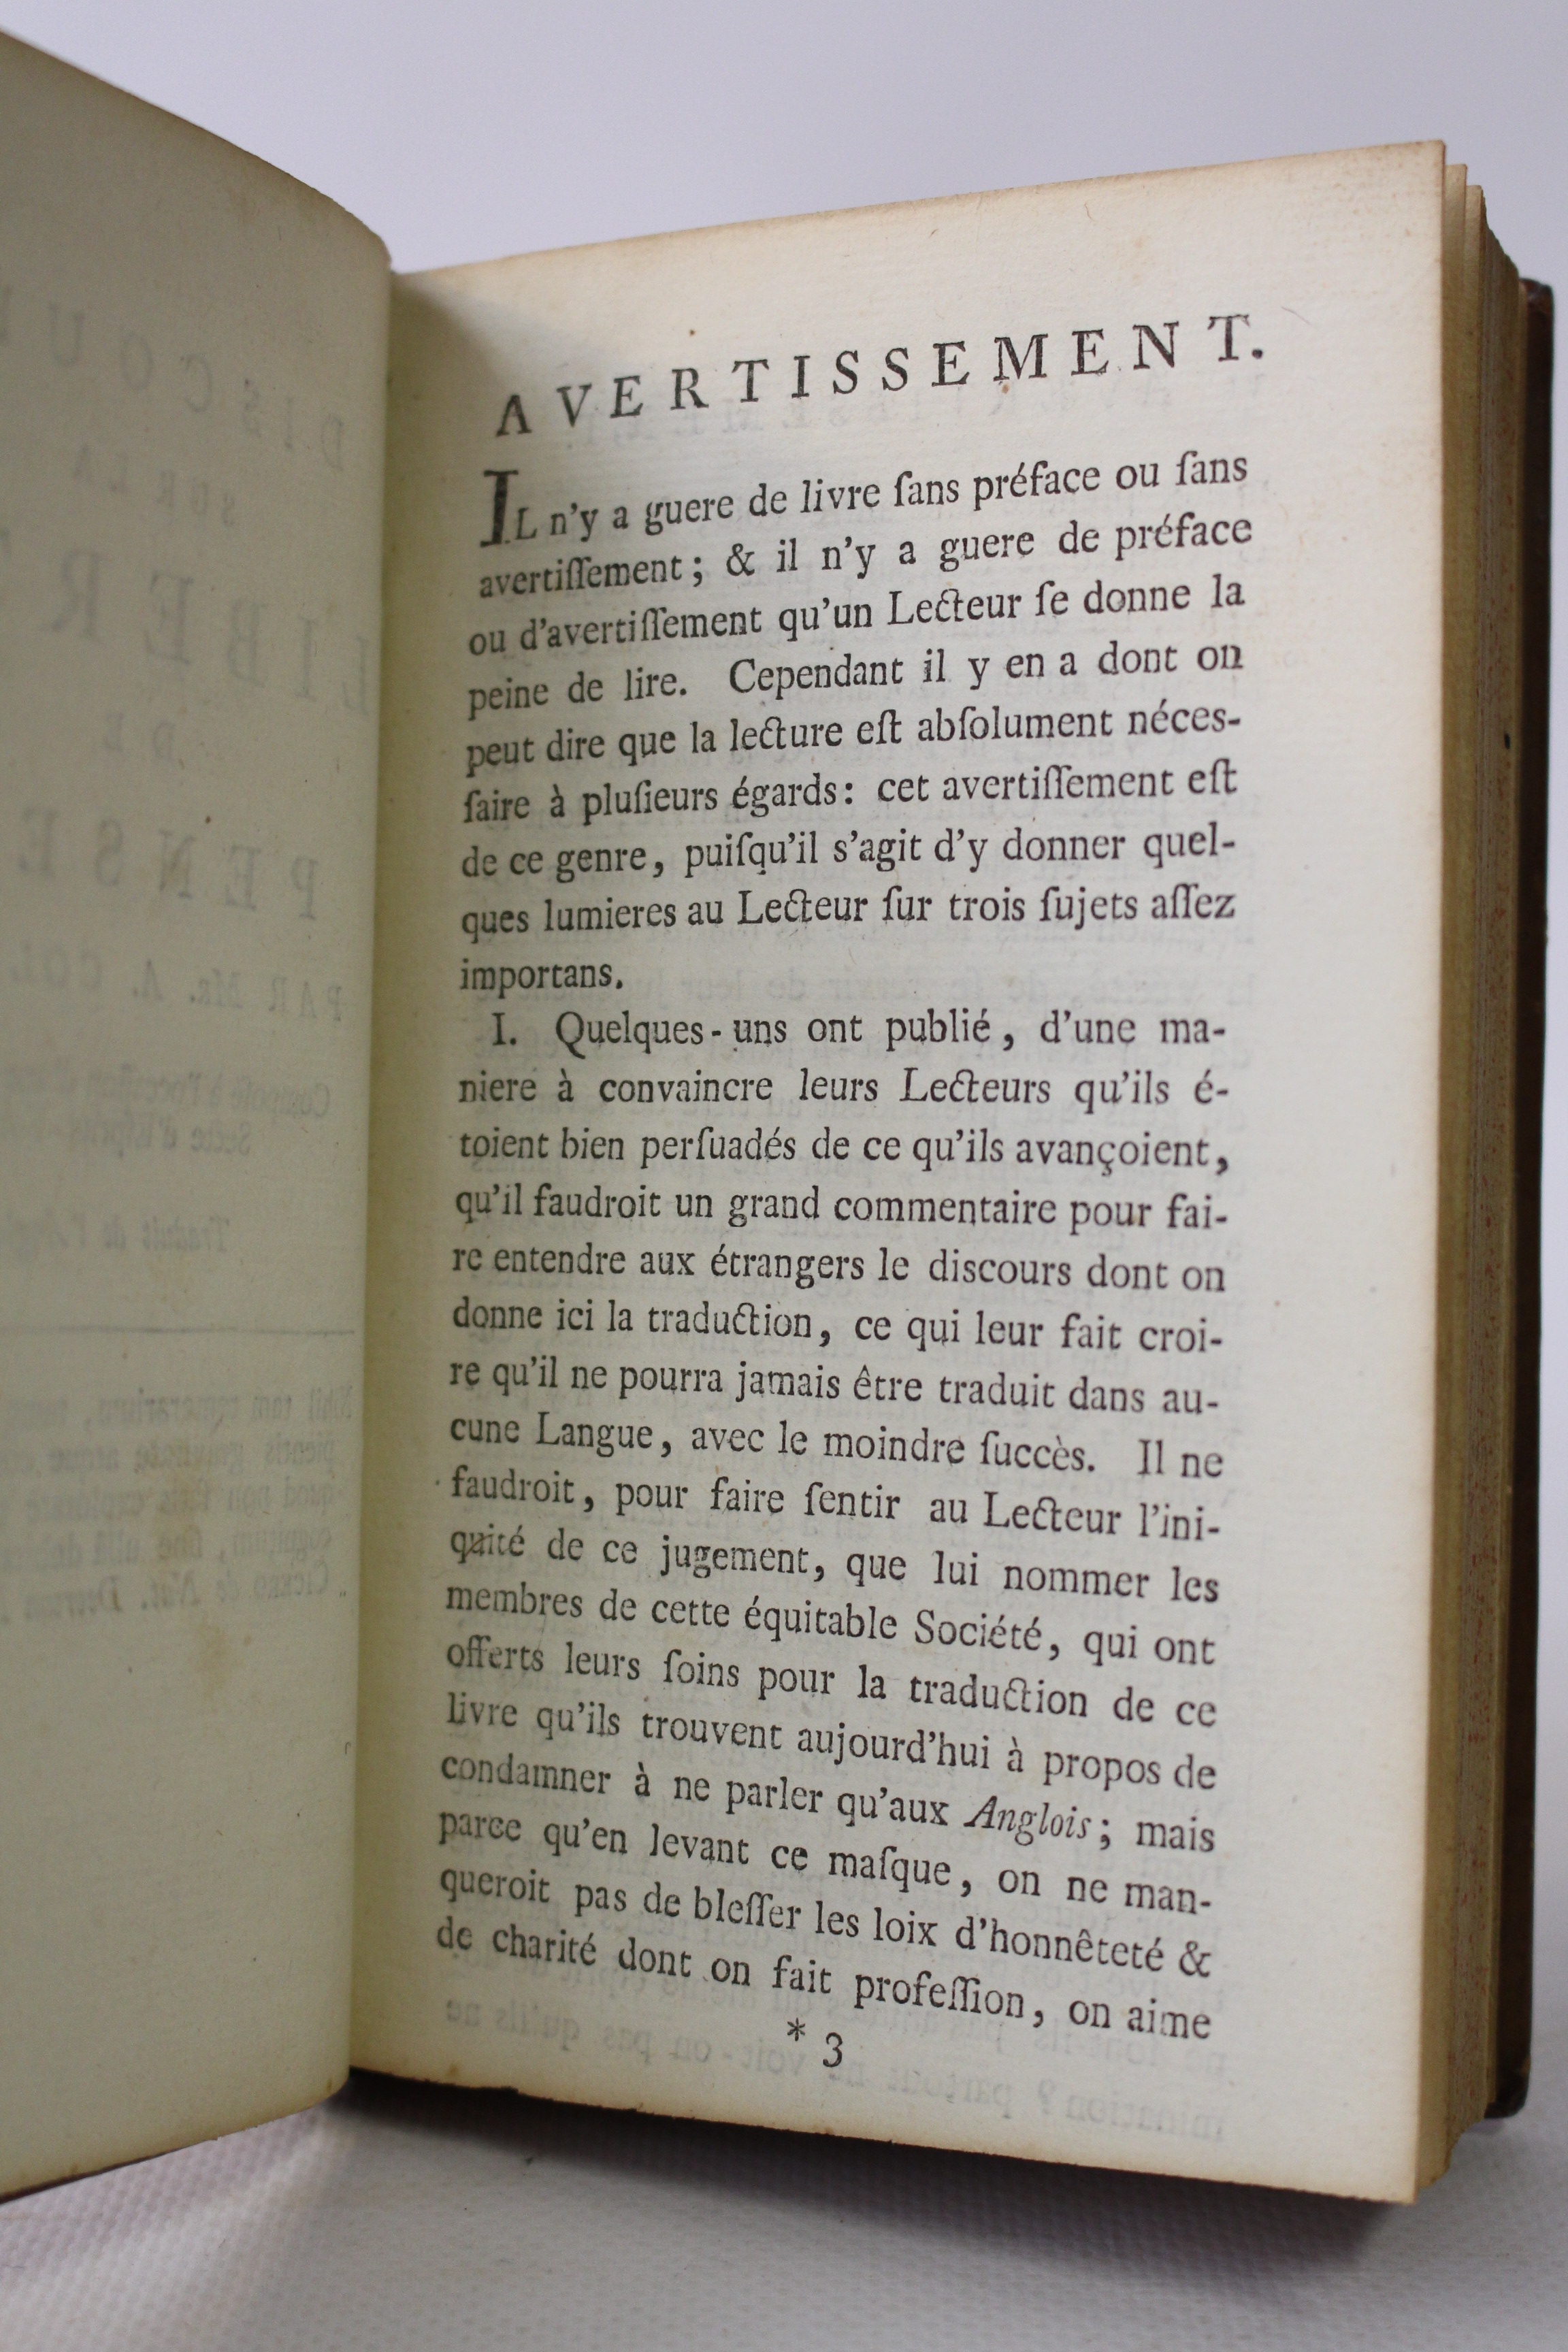 AVERTISSEMENT.
IL n'y a guere de livre ſans préface ou ſans
avertiſſement; & il n'y a guere de préface
ou d'avertiſſement qu'un Lecteur ſe donne la
peine de lire. Cependant il y en a dont on
peut dire que la lecture eſt abſolument néces-
ſaire à pluſieurs égards: cet avertiſſement eſt
de ce genre, puiſqu'il s'agit d'y donner quel-
ques lumieres au Lecteur ſur trois ſujets aſſez
importans.
I. Quelques-uns ont publié, d'une ma-
niere à convaincre leurs Lecteurs qu'ils é-
toient bien perſuadés de ce qu'ils avançoient,
qu'il faudroit un grand commentaire pour fai-
re entendre aux étrangers le discours dont on
donne ici la traduction, ce qui leur fait croi-
re qu'il ne pourra jamais être traduit dans au-
cune Langue, avec le moindre ſuccès. Il ne
faudroit, pour faire ſentir au Lecteur l'ini-
quité de ce jugement, que lui nommer les
membres de cette équitable Société, qui ont
offerts leurs ſoins pour la traduction de ce
livre qu'ils trouvent aujourd'hui à propos de
condamner à ne parler qu'aux Anglois; mais
parce qu'en levant ce maſque, on ne man-
queroit pas de bleſſer les loix d'honnêteté &
de charité dont on fait profeſſion, on aime
* 3